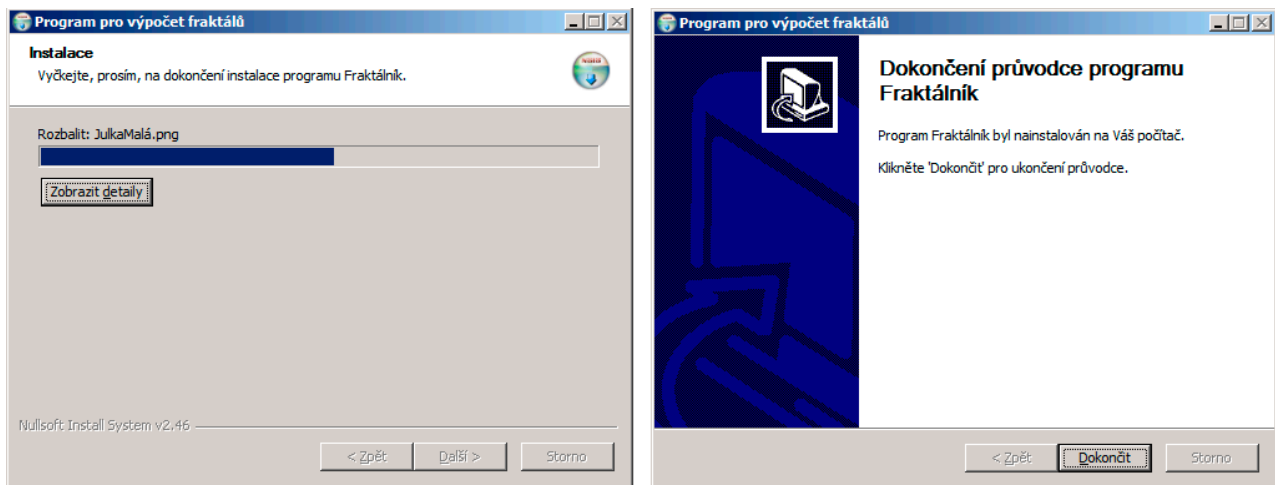 Program pro výpočet fraktálů
Instalace
Vyčkejte, prosím, na dokončení instalace programu Fraktálník.
Rozbalit: JulkaMalá.png
Zobrazit detaily
Nullsoft Install System v2.46
< Zpět
Další >
Storno
Program pro výpočet fraktálů
Dokončení průvodce programu
Fraktálník
Program Fraktálník byl nainstalován na Váš počítač.
Klikněte 'Dokončit' pro ukončení průvodce.
< Zpět
Dokončit
Storno